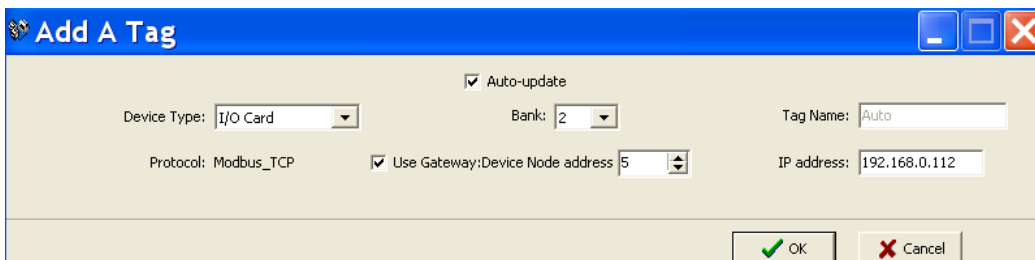 Add A Tag
Auto-update
Device Type: I/O Card Bank: 2 Tag Name: Auto
Protocol: Modbus_TCP Use Gateway:Device Node address 5 IP address: 192.168.0.112
OK Cancel